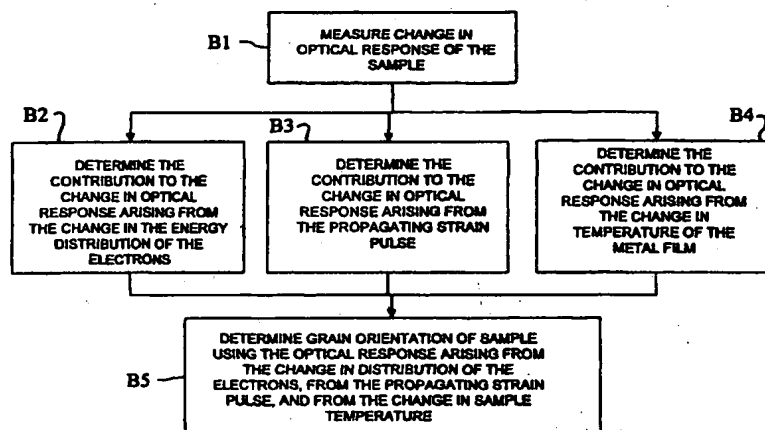 B1
MEASURE CHANGE IN
OPTICAL RESPONSE OF THE
SAMPLE
B2
DETERMINE THE
CONTRIBUTION TO THE
CHANGE IN OPTICAL
RESPONSE ARISING FROM
THE CHANGE IN THE ENERGY
DISTRIBUTION OF THE
ELECTRONS
B3
DETERMINE THE
CONTRIBUTION TO THE
CHANGE IN OPTICAL
RESPONSE ARISING FROM
THE PROPAGATING STRAIN
PULSE
B4
DETERMINE THE
CONTRIBUTION TO THE
CHANGE IN OPTICAL
RESPONSE ARISING FROM
THE CHANGE IN
TEMPERATURE OF THE
METAL FILM
B5
DETERMINE GRAIN ORIENTATION OF SAMPLE
USING THE OPTICAL RESPONSE ARISING FROM
THE CHANGE IN DISTRIBUTION OF THE
ELECTRONS, FROM THE PROPAGATING STRAIN
PULSE, AND FROM THE CHANGE IN SAMPLE
TEMPERATURE